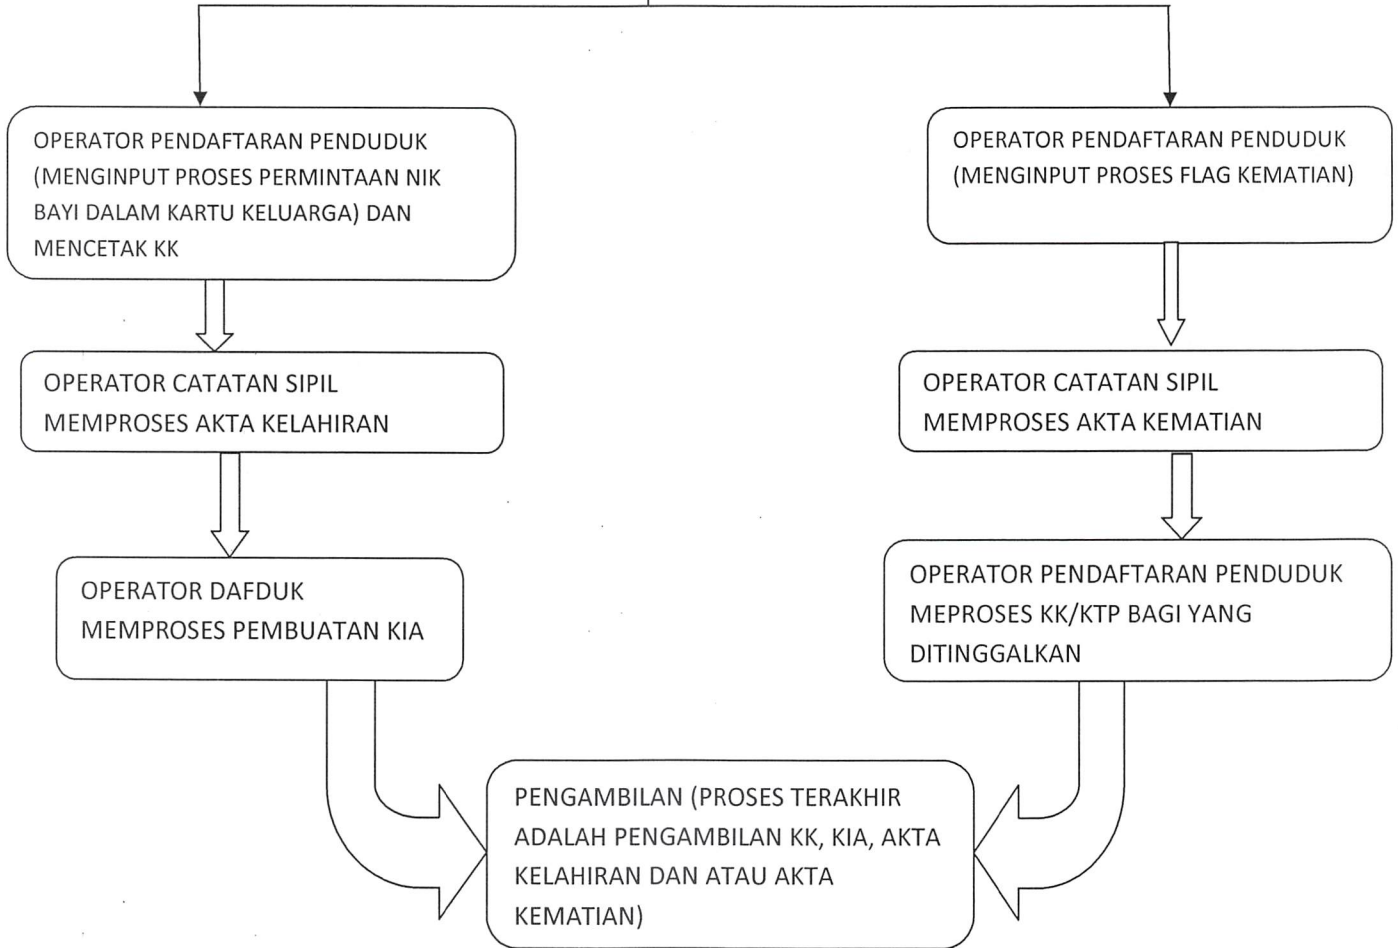 OPERATOR PENDAFTARAN PENDUDUK
(MENGINPUT PROSES PERMINTAAN NIK
BAYI DALAM KARTU KELUARGA) DAN
MENCETAK KK
OPERATOR CATATAN SIPIL
MEMPROSES AKTA KELAHIRAN
OPERATOR DAFDUK
MEMPROSES PEMBUATAN KIA
OPERATOR PENDAFTARAN PENDUDUK
(MENGINPUT PROSES FLAG KEMATIAN)
OPERATOR CATATAN SIPIL
MEMPROSES AKTA KEMATIAN
OPERATOR PENDAFTARAN PENDUDUK
MEPROSES KK/KTP BAGI YANG
DITINGGALKAN
PENGAMBILAN (PROSES TERAKHIR
ADALAH PENGAMBILAN KK, KIA, AKTA
KELAHIRAN DAN ATAU AKTA
KEMATIAN)